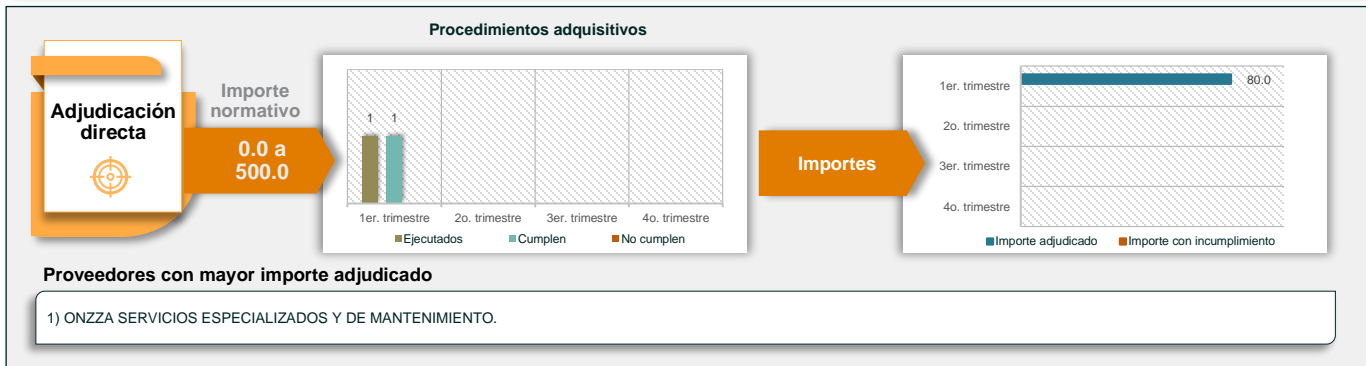 Procedimientos adquisitivos
Adjudicación
directa
Importe
normativo
0.0 a
500.0
1 1
1er. trimestre 2o. trimestre 3er. trimestre 4o. trimestre
Ejecutados Cumplen No cumplen
Importes
1er. trimestre 80.0
2o. trimestre
3er. trimestre
4o. trimestre
Importe adjudicado Importe con incumplimiento
Proveedores con mayor importe adjudicado
1) ONZZA SERVICIOS ESPECIALIZADOS Y DE MANTENIMIENTO.